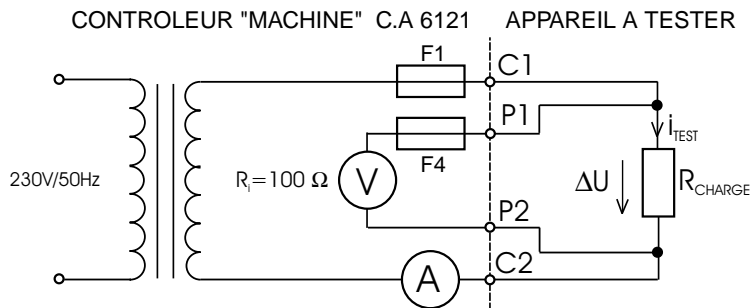 CONTROLEUR "MACHINE" C.A 6121 APPAREIL A TESTER
F1
C1
P1
F4
i TEST
230V/50Hz
Ri=100 Ω
V
ΔU
RCHARGE
P2
A
C2